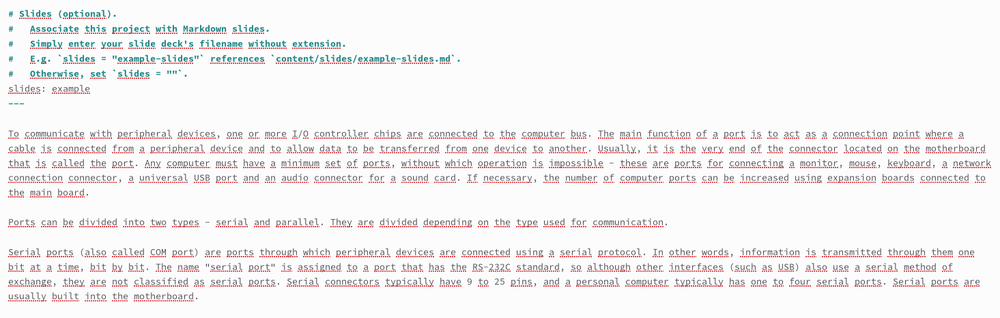 # Slides (optional).
#   Associate this project with Markdown slides.
#   Simply enter your slide deck's filename without extension.
#   E.g. `slides = "example-slides"` references `content/slides/example-slides.md`.
#   Otherwise, set `slides = ""`.
slides: example
---
To communicate with peripheral devices, one or more I/O controller chips are connected to the computer bus. The main function of a port is to act as a connection point where a
cable is connected from a peripheral device and to allow data to be transferred from one device to another. Usually, it is the very end of the connector located on the motherboard
that is called the port. Any computer must have a minimum set of ports, without which operation is impossible – these are ports for connecting a monitor, mouse, keyboard, a network
connection connector, a universal USB port and an audio connector for a sound card. If necessary, the number of computer ports can be increased using expansion boards connected to
the main board.
Ports can be divided into two types – serial and parallel. They are divided depending on the type used for communication.
Serial ports (also called COM port) are ports through which peripheral devices are connected using a serial protocol. In other words, information is transmitted through them one
bit at a time, bit by bit. The name "serial port" is assigned to a port that has the RS-232C standard, so although other interfaces (such as USB) also use a serial method of
exchange, they are not classified as serial ports. Serial connectors typically have 9 to 25 pins, and a personal computer typically has one to four serial ports. Serial ports are
usually built into the motherboard.